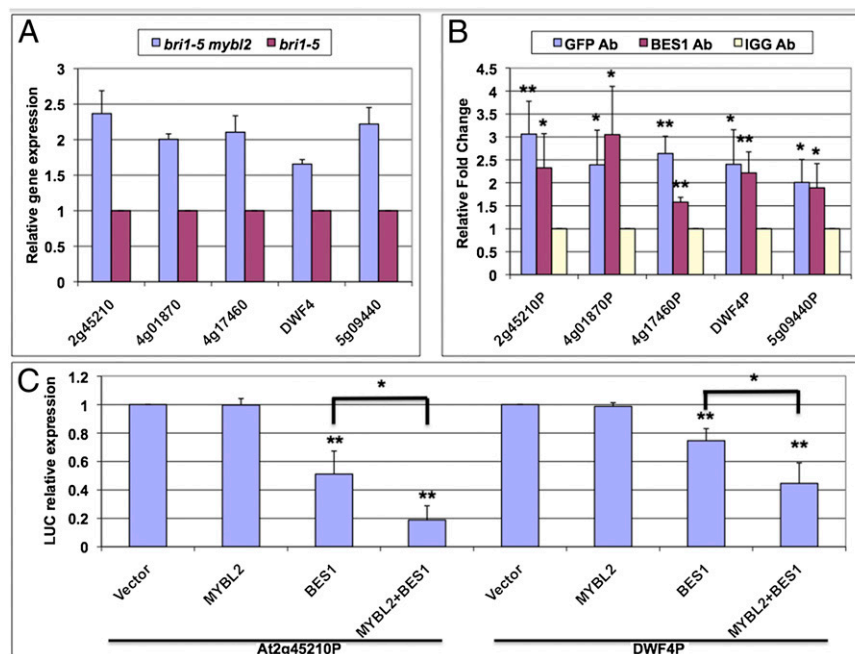 A
bri1-5 mybl2 bri1-5
Relative gene expression
3
2.5
2
1.5
1
0.5
0
2g45210
4g01870
4g17460
DWF4
5g09440
B
GFP Ab BES1 Ab IGG Ab
Relative Fold Change
4.5
4
3.5
3
2.5
2
1.5
1
0.5
0
** * * * ** ** * ** * *
2g45210P
4g01870P
4g17460P
DWF4P
5g09440P
C
LUC relative expression
1.2
1
0.8
0.6
0.4
0.2
0
* *
** ** ** **
Vector
MYBL2
BES1
MYBL2+BES1
Vector
MYBL2
BES1
MYBL2+BES1
At2g45210P
DWF4P